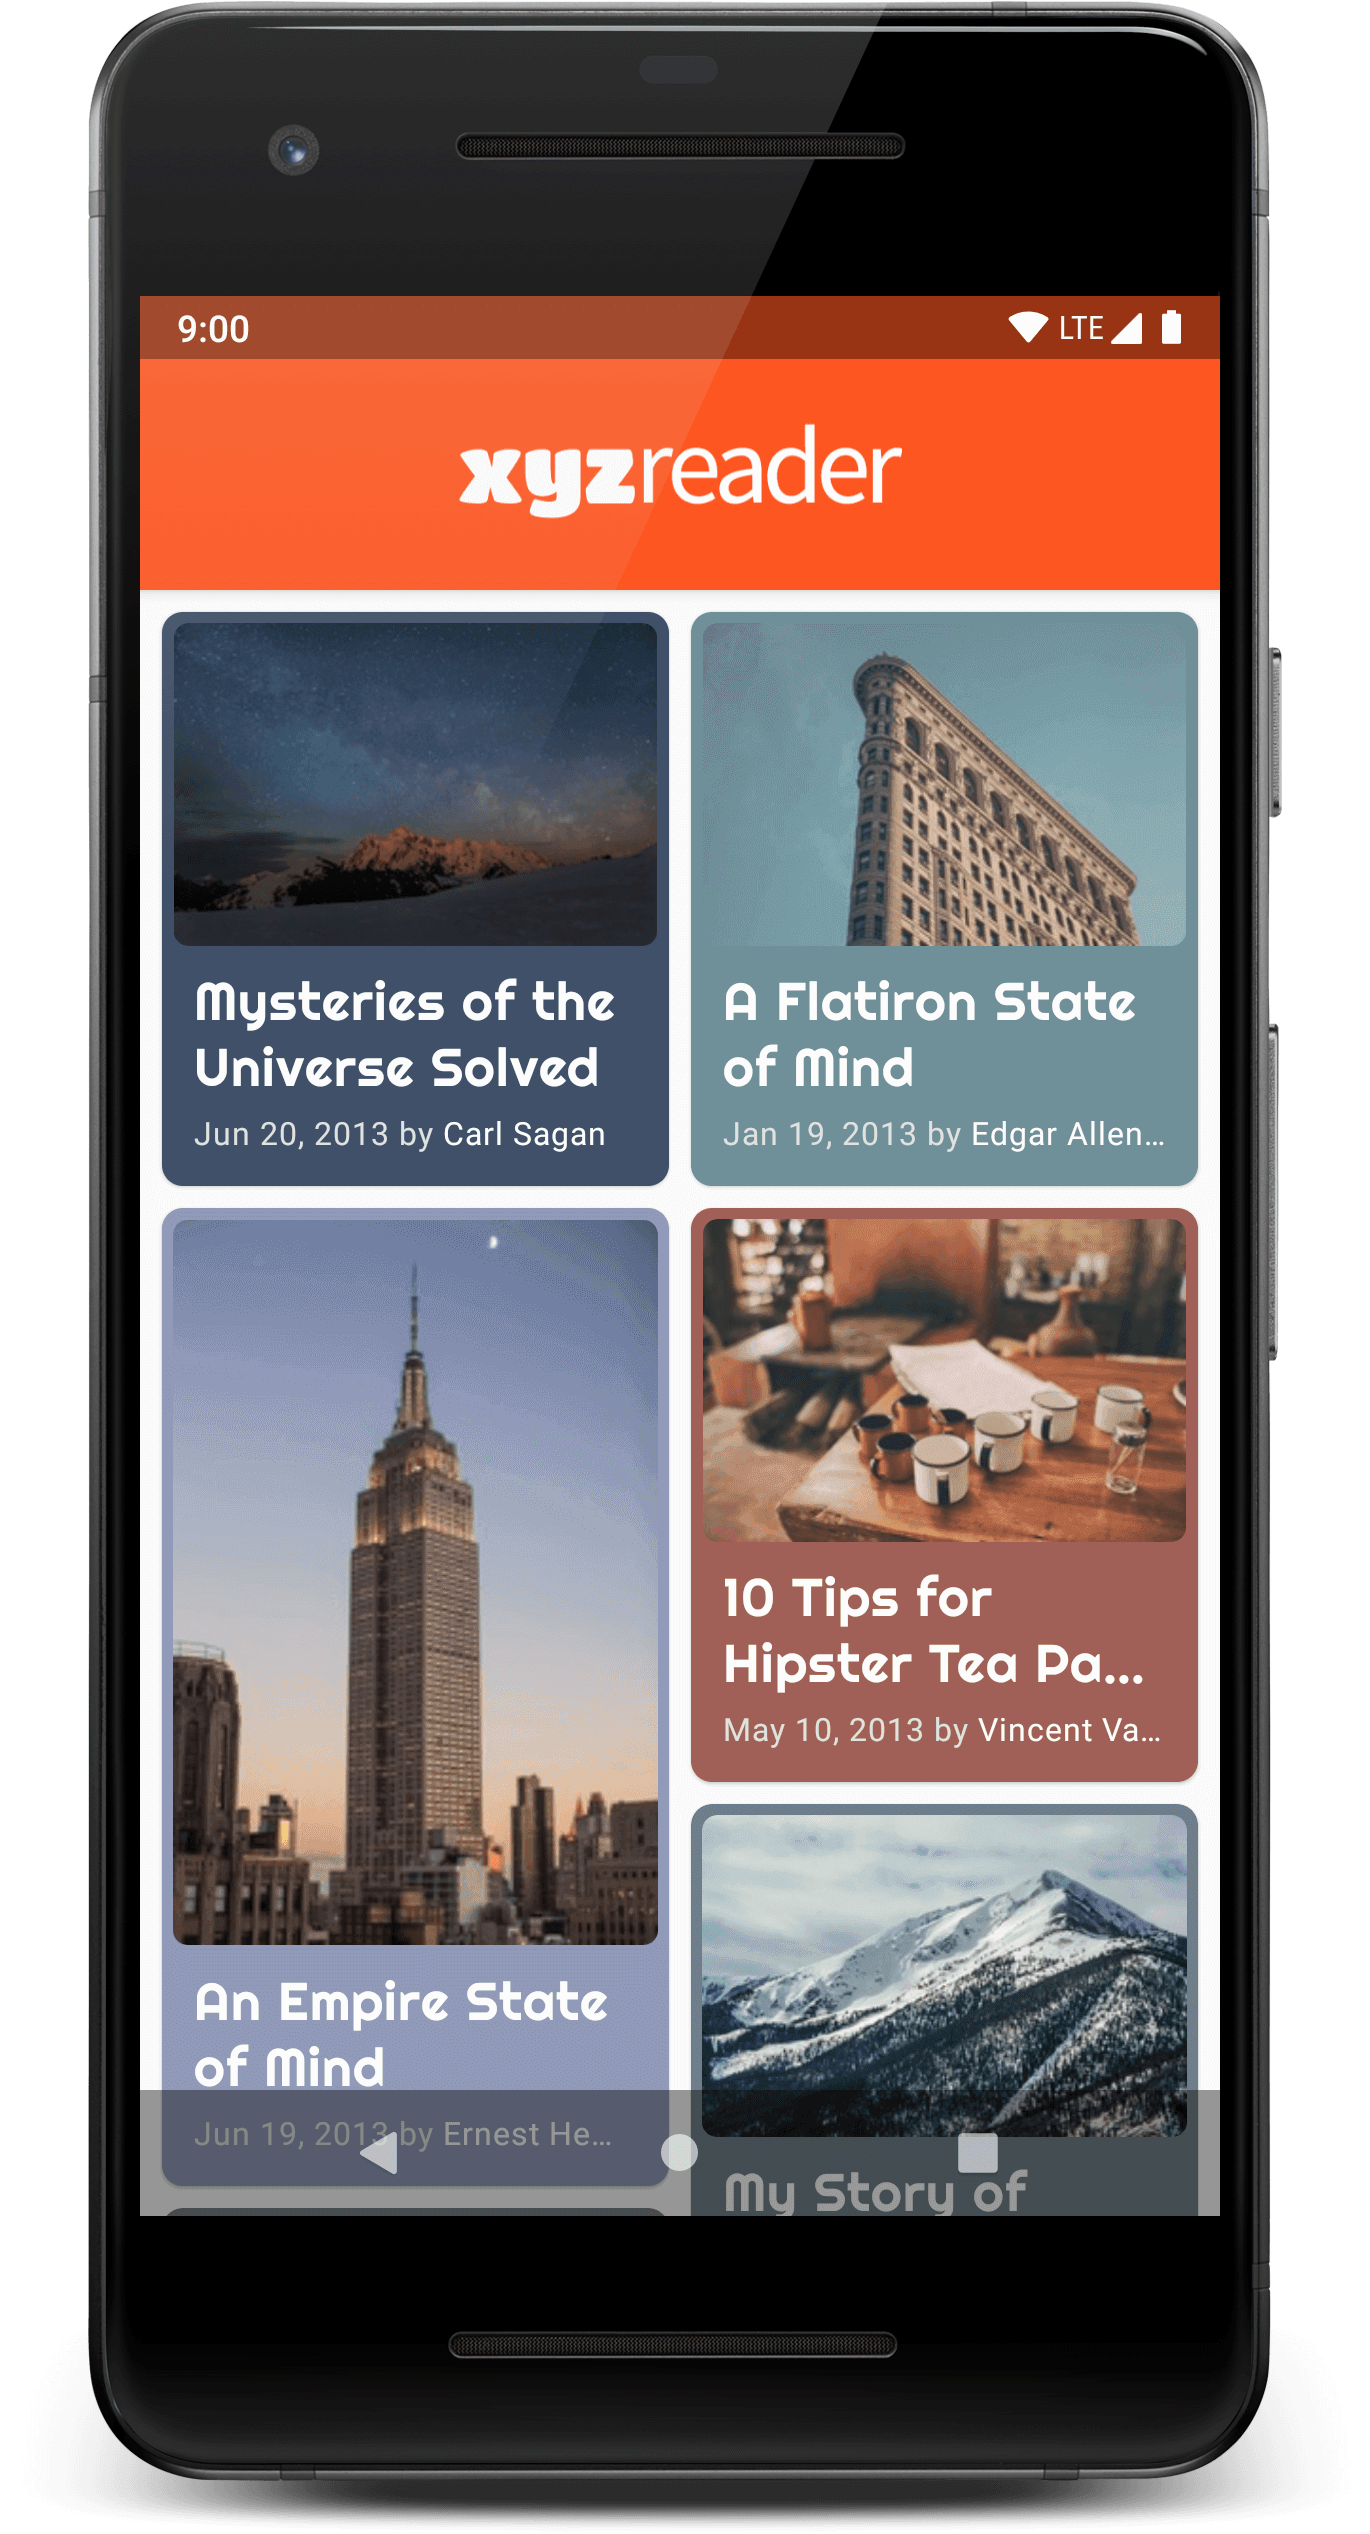 9:00
LTE
xyzreader
Mysteries of the
Universe Solved
Jun 20, 2013 by Carl Sagan
A Flatiron State
of Mind
Jan 19, 2013 by Edgar Allen...
10 Tips for
Hipster Tea Pa...
May 10, 2013 by Vincent Va...
An Empire State
of Mind
Jun 19, 2013 by Ernest He...
My Story of